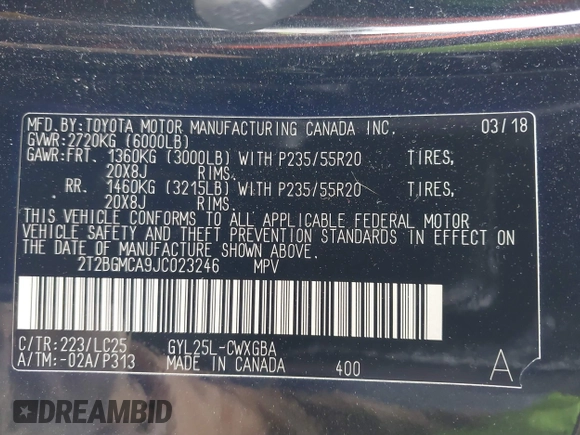 MFD.BY:TOYOTA MOTOR MANUFACTURING CANADA INC. 03/18
GVWR:2720KG (6000LB)
GAWR:FRT. 1360KG (3000LB) WITH P235/55R20 TIRES,
20X8J RIMS.
RR. 1460KG (3215LB) WITH P235/55R20 TIRES,
20X8J RIMS.
THIS VEHICLE CONFORMS TO ALL APPLICABLE FEDERAL MOTOR
VEHICLE SAFETY AND THEFT PREVENTION STANDARDS IN EFFECT ON
THE DATE OF MANUFACTURE SHOWN ABOVE.
2T2BGMCA9JC023246 MPV
C/TR:223/LC25 GYL25L-CWXGBA
A/TM:-02A/P313 MADE IN CANADA 400 A
DREAMBID